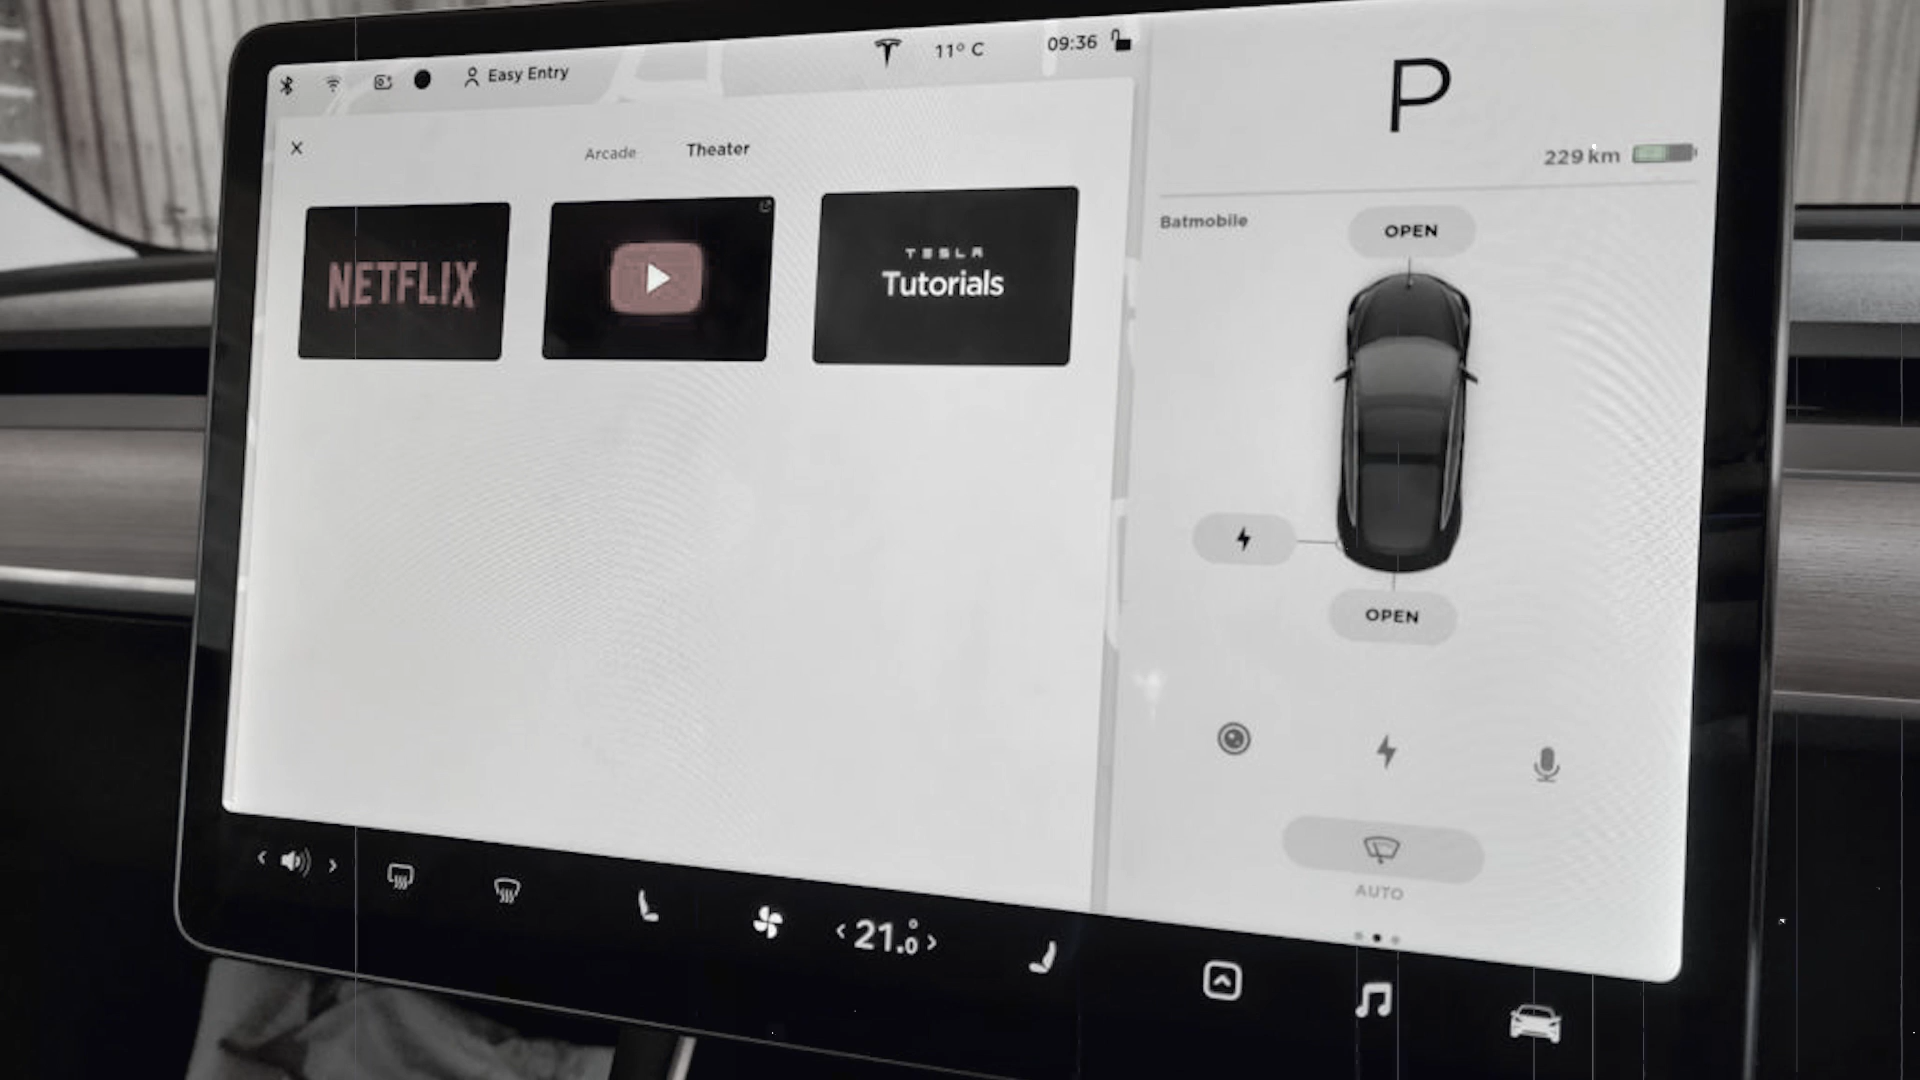 Easy Entry
11° C
09:36
P
229 km
Arcade
Theater
Batmobile
OPEN
NETFLIX
TESLA
Tutorials
OPEN
AUTO
21.0°